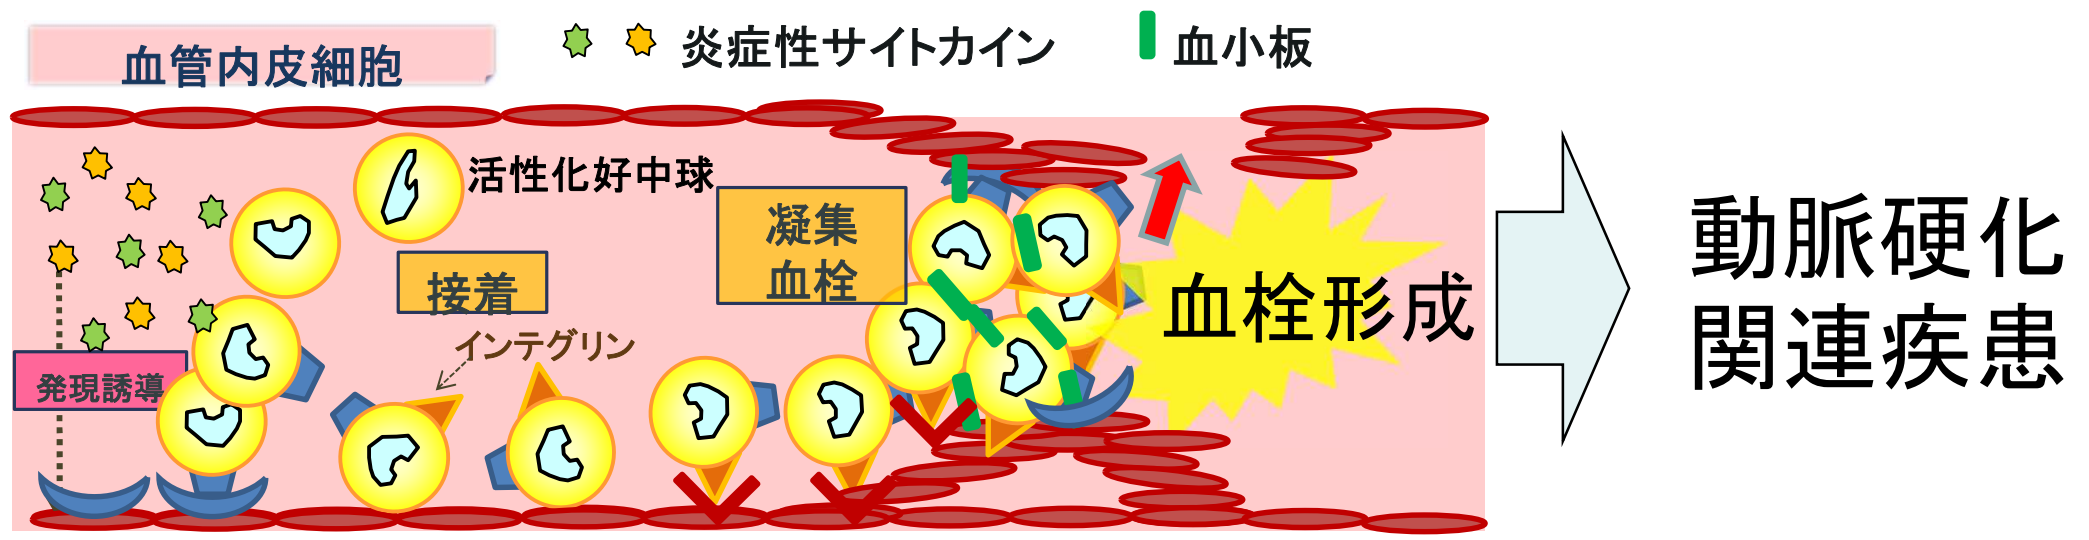 血管内皮細胞
炎症性サイトカイン
血小板
活性化好中球
凝集
血栓
接着
インテグリン
発現誘導
血栓形成
動脈硬化
関連疾患